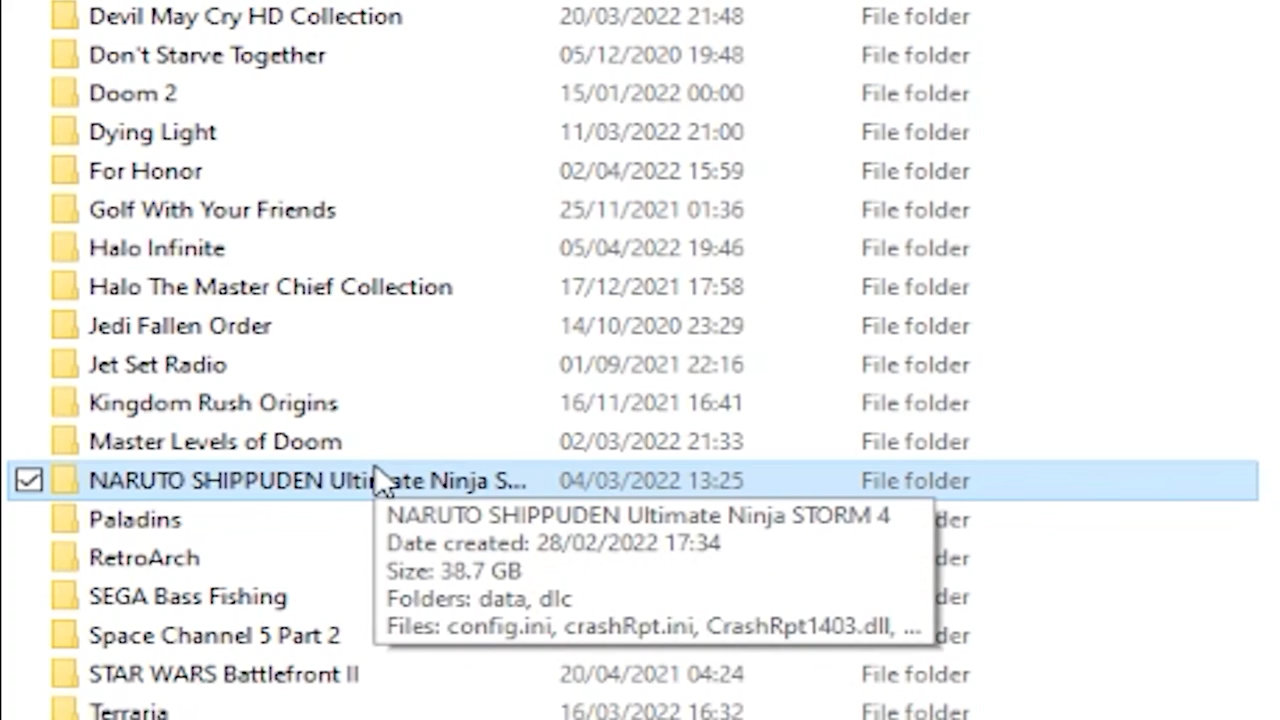 Devil May Cry HD Collection 20/03/2022 21:48 File folder
Don't Starve Together 05/12/2020 19:48 File folder
Doom 2 15/01/2022 00:00 File folder
Dying Light 11/03/2022 21:00 File folder
For Honor 02/04/2022 15:59 File folder
Golf With Your Friends 25/11/2021 01:36 File folder
Halo Infinite 05/04/2022 19:46 File folder
Halo The Master Chief Collection 17/12/2021 17:58 File folder
Jedi Fallen Order 14/10/2020 23:29 File folder
Jet Set Radio 01/09/2021 22:16 File folder
Kingdom Rush Origins 16/11/2021 16:41 File folder
Master Levels of Doom 02/03/2022 21:33 File folder
NARUTO SHIPPUDEN Ultimate Ninja S... 04/03/2022 13:25 File folder
NARUTO SHIPPUDEN Ultimate Ninja STORM 4
Date created: 28/02/2022 17:34
Size: 38.7 GB
Folders: data, dlc
Files: config.ini, crashRpt.ini, CrashRpt1403.dll, ...
Paladins der
RetroArch der
SEGA Bass Fishing der
Space Channel 5 Part 2 der
STAR WARS Battlefront II 20/04/2021 04:24 File folder
Terraria 16/03/2022 16:32 File folder